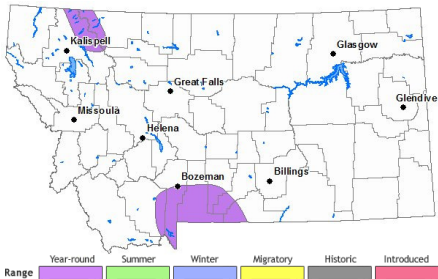 Kalispell
Glasgow
Great Falls
Glendive
Missoula
Helena
Bozeman
Billings
Year-round Summer Winter Migratory Historic Introduced
Range